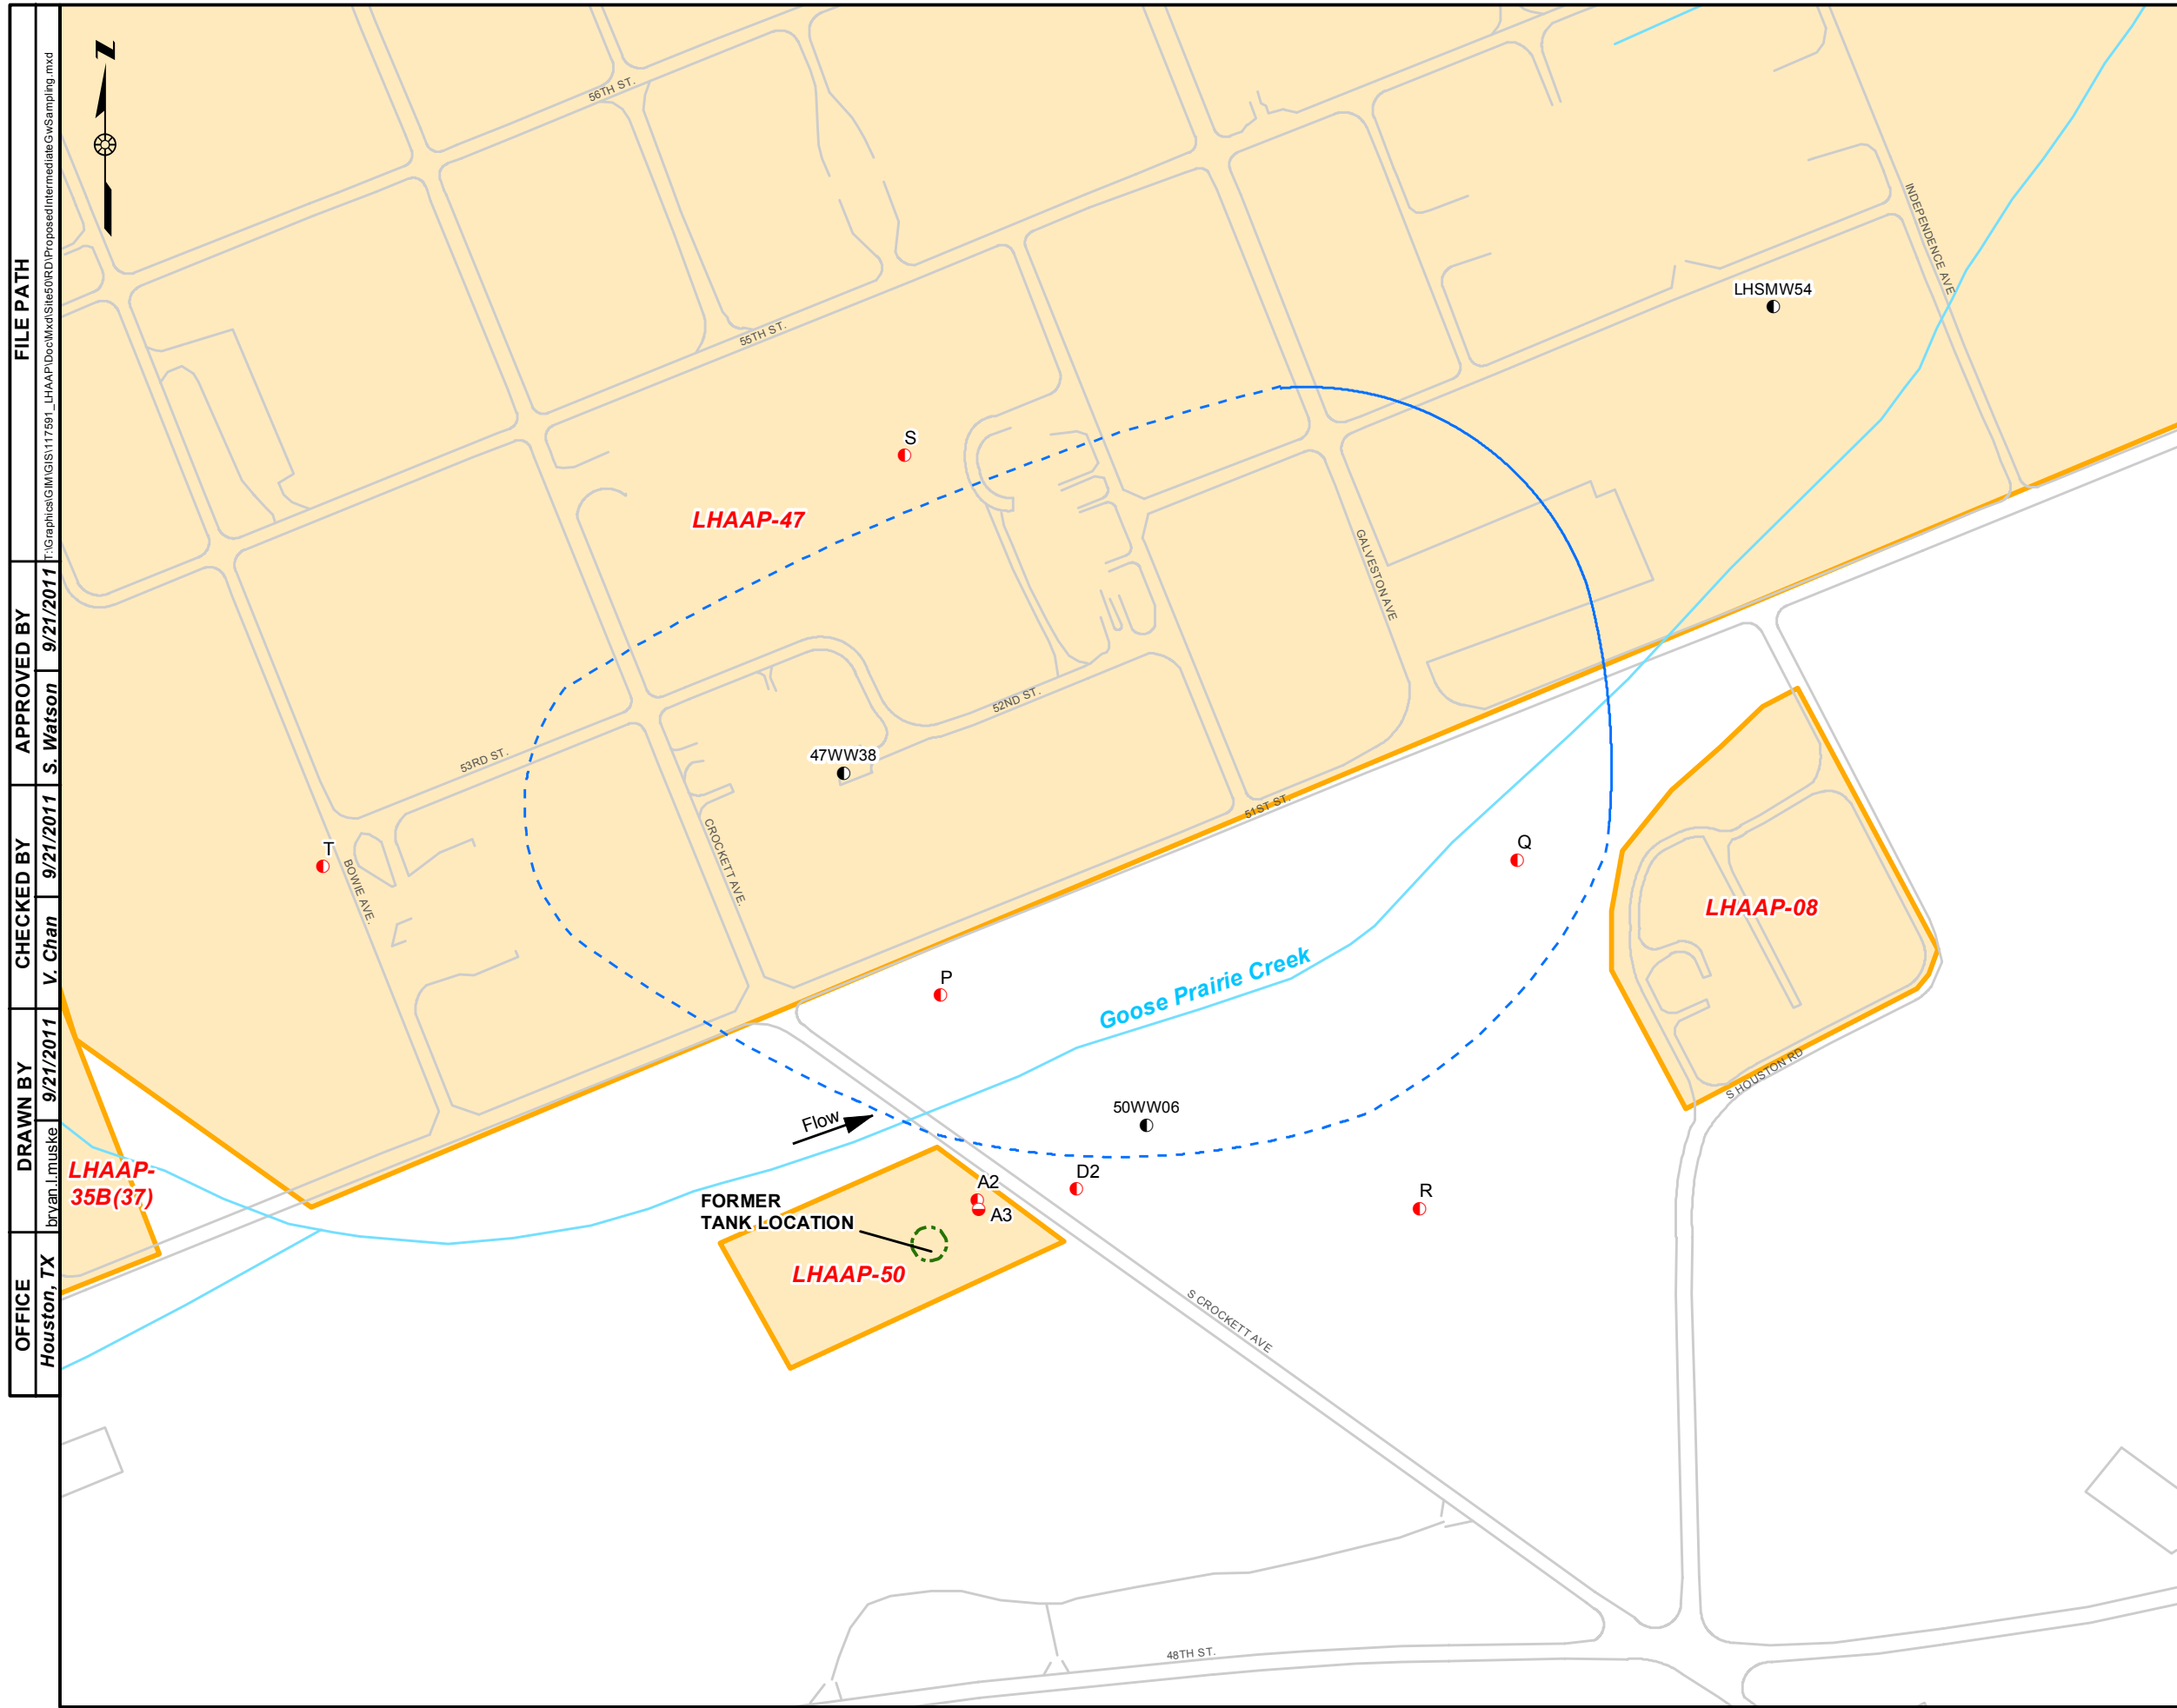 FILE PATH
T:\Graphics\GIM\GIS\117591_LHAAP\DocMxd\Site50\RD\ProposedIntermediateGwSampling.mxd
APPROVED BY
S. Watson
9/21/2011
CHECKED BY
V. Chan
9/21/2011
DRAWN BY
bryan.l.muske
9/21/2011
OFFICE
Houston, TX
N
56TH ST.
INDEPENDENCE AVE
LHSMW54
55TH ST.
S
LHAAP-47
GALVESTON AVE
52ND ST.
53RD ST.
47WW38
51ST ST.
T
BOWIE AVE.
CROCKETT AVE.
Q
LHAAP-08
P
Goose Prairie Creek
S HOUSTON RD
50WW06
Flow
LHAAP-
35B(37)
D2
A2
A3
R
FORMER
TANK LOCATION
LHAAP-50
S CROCKETT AVE
48TH ST.